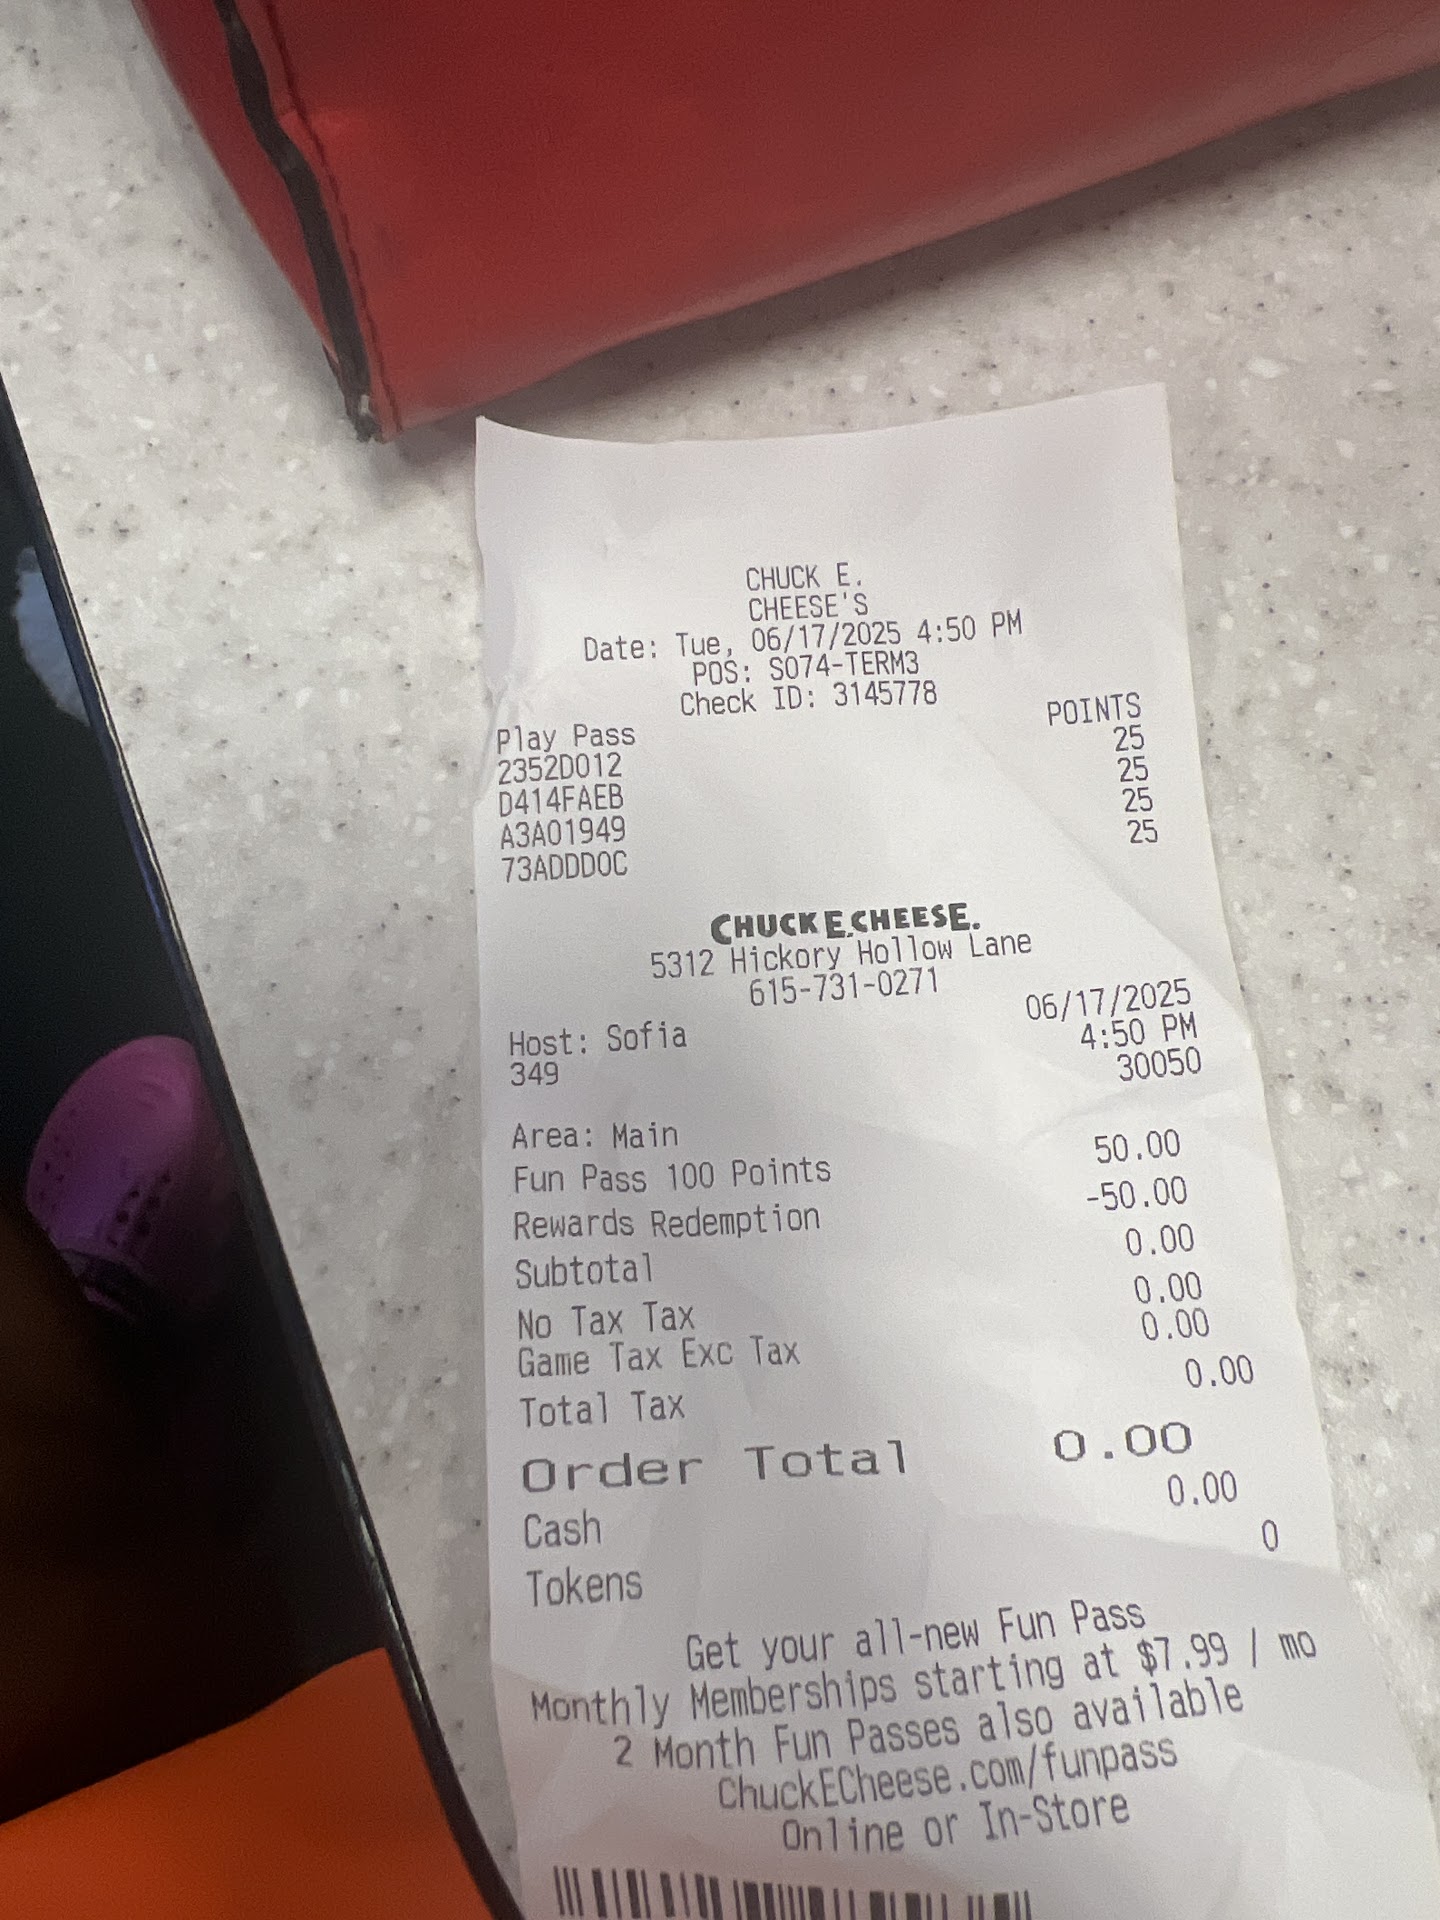 CHUCK E.
CHEESE'S
Date: Tue, 06/17/2025 4:50 PM
POS: S074-TERM3
Check ID: 3145778
Play Pass POINTS
2352D012 25
D414FAEB 25
A3A01949 25
73ADDD0C 25
CHUCK E. CHEESE.
5312 Hickory Hollow Lane
615-731-0271
Host: Sofia 06/17/2025
349 4:50 PM
30050
Area: Main
Fun Pass 100 Points 50.00
Rewards Redemption -50.00
Subtotal 0.00
No Tax Tax 0.00
Game Tax Exc Tax 0.00
Total Tax 0.00
Order Total 0.00
Cash 0.00
Tokens 0
Get your all-new Fun Pass
Monthly Memberships starting at $7.99 / mo
2 Month Fun Passes also available
ChuckECheese.com/funpass
Online or In-Store